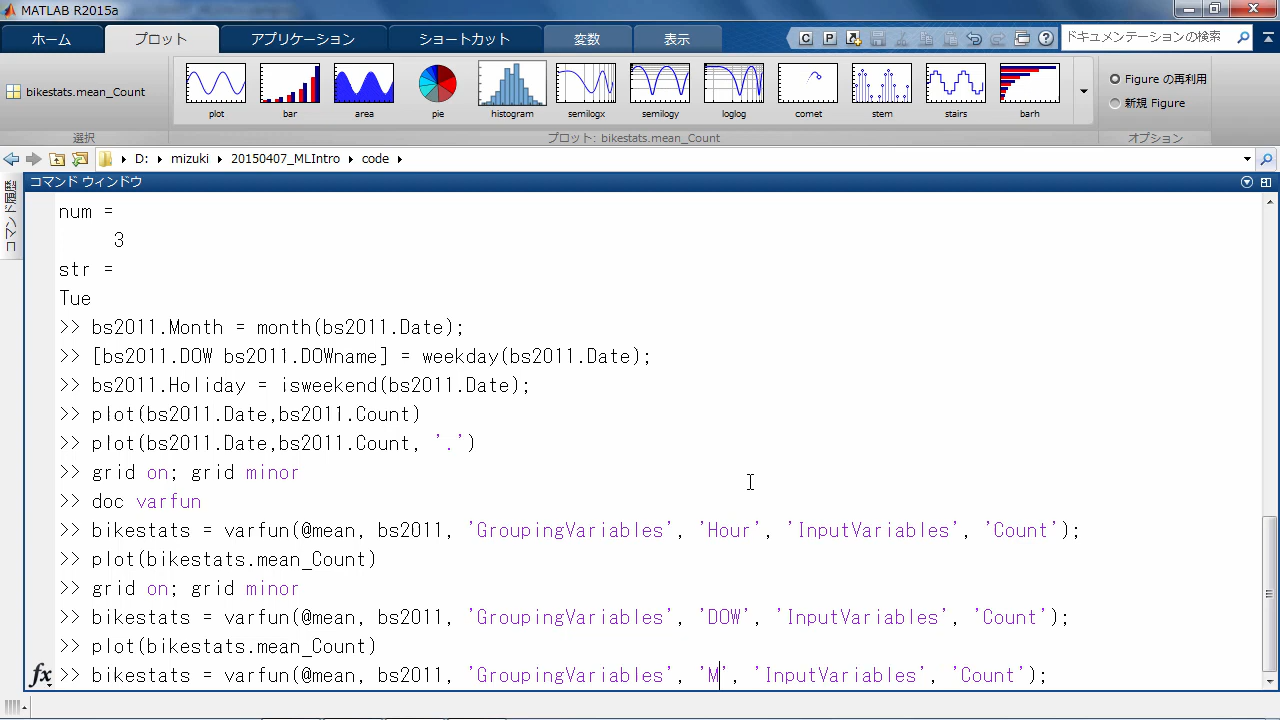 MATLAB R2015a
ホーム プロット アプリケーション ショートカット 変数 表示 ドキュメンテーションの検索
bikestats.mean_Count
plot bar area pie histogram semilogx semilogy loglog comet stem stairs barh
Figure の再利用
新規 Figure
選択 プロット: bikestats.mean_Count オプション
D: mizuki 20150407_MLIntro code
コマンド ウィンドウ
コマンド履歴
num =
3
str =
Tue
>> bs2011.Month = month(bs2011.Date);
>> [bs2011.DOW bs2011.DOWname] = weekday(bs2011.Date);
>> bs2011.Holiday = isweekend(bs2011.Date);
>> plot(bs2011.Date,bs2011.Count)
>> plot(bs2011.Date,bs2011.Count, '.')
>> grid on; grid minor
>> doc varfun
>> bikestats = varfun(@mean, bs2011, 'GroupingVariables', 'Hour', 'InputVariables', 'Count');
>> plot(bikestats.mean_Count)
>> grid on; grid minor
>> bikestats = varfun(@mean, bs2011, 'GroupingVariables', 'DOW', 'InputVariables', 'Count');
>> plot(bikestats.mean_Count)
fx >> bikestats = varfun(@mean, bs2011, 'GroupingVariables', 'M', 'InputVariables', 'Count');